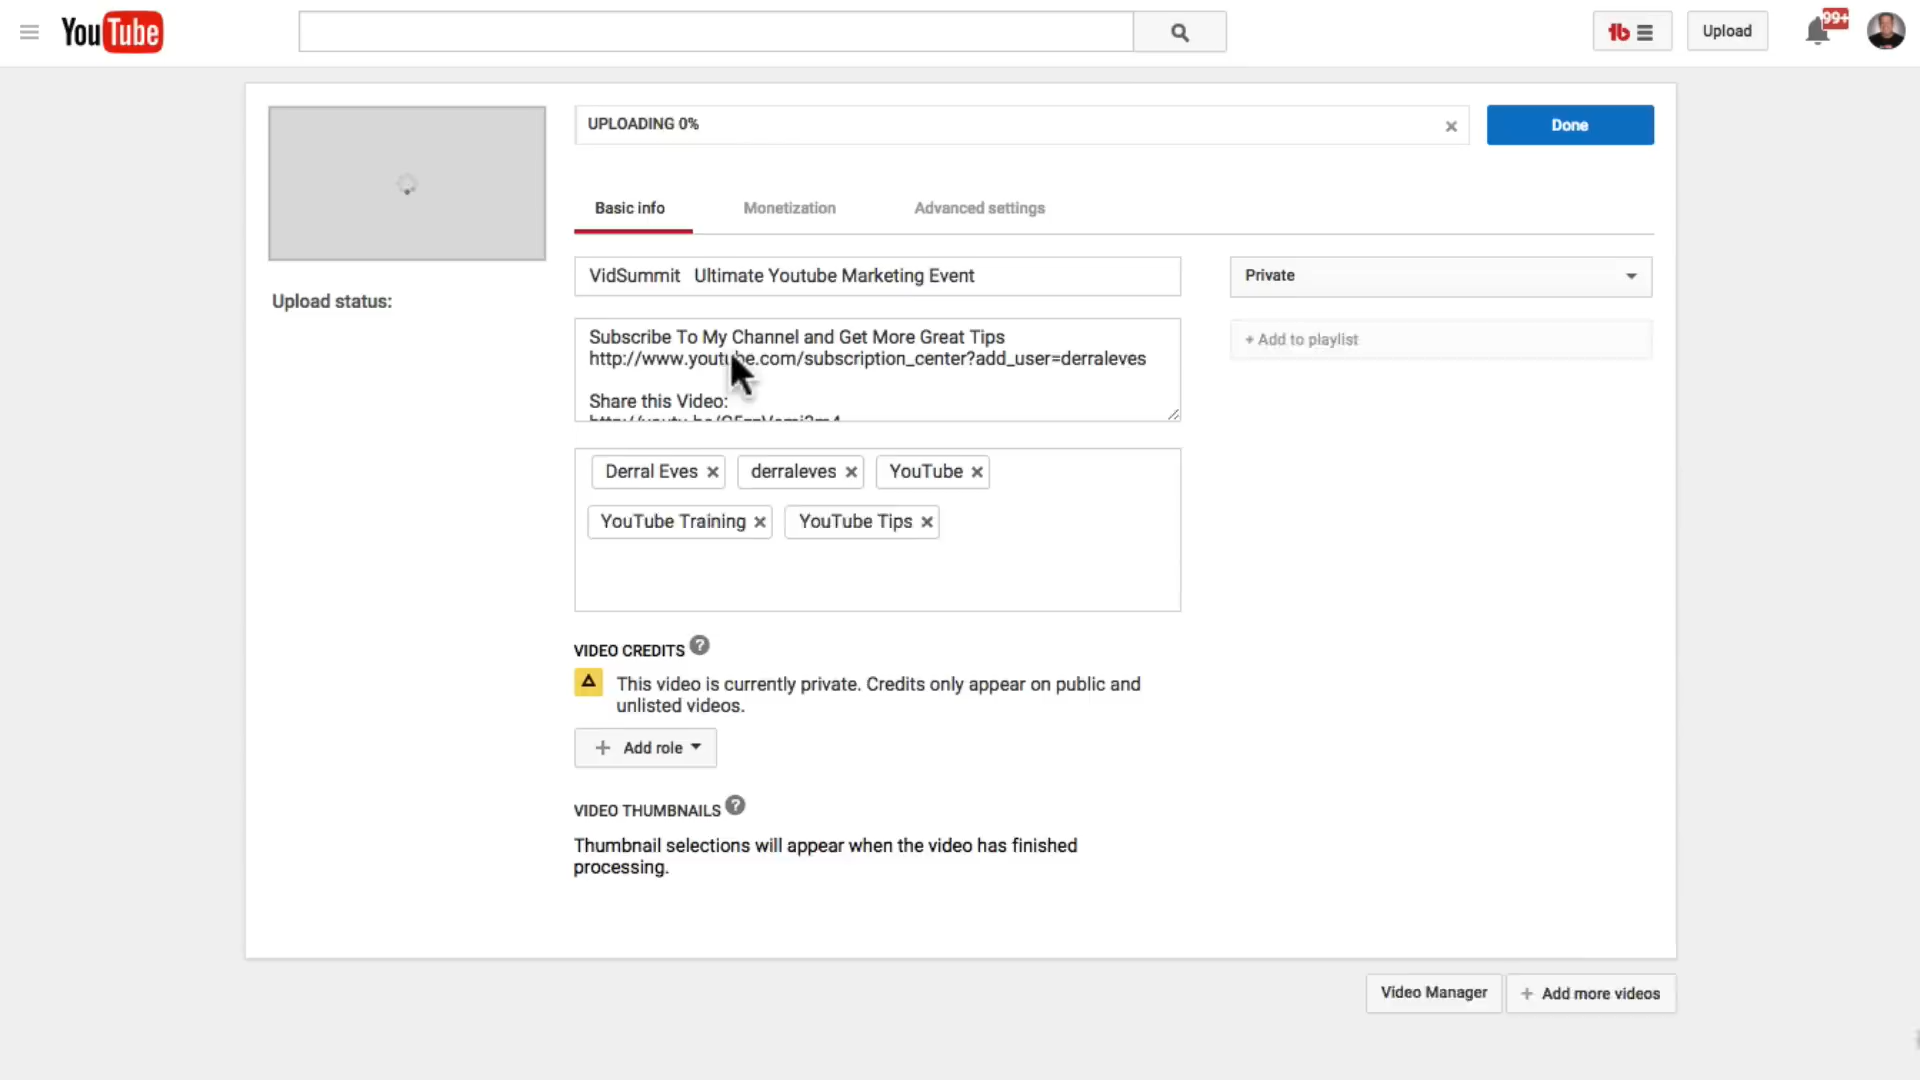 YouTube
tb
Upload
99+
UPLOADING 0%
Done
Basic info
Monetization
Advanced settings
Upload status:
VidSummit   Ultimate Youtube Marketing Event
Private
Subscribe To My Channel and Get More Great Tips
http://www.youtube.com/subscription_center?add_user=derraleves
+ Add to playlist
Share this Video:
Derral Eves
derraleves
YouTube
YouTube Training
YouTube Tips
VIDEO CREDITS
This video is currently private. Credits only appear on public and
unlisted videos.
+ Add role
VIDEO THUMBNAILS
Thumbnail selections will appear when the video has finished
processing.
Video Manager
+ Add more videos